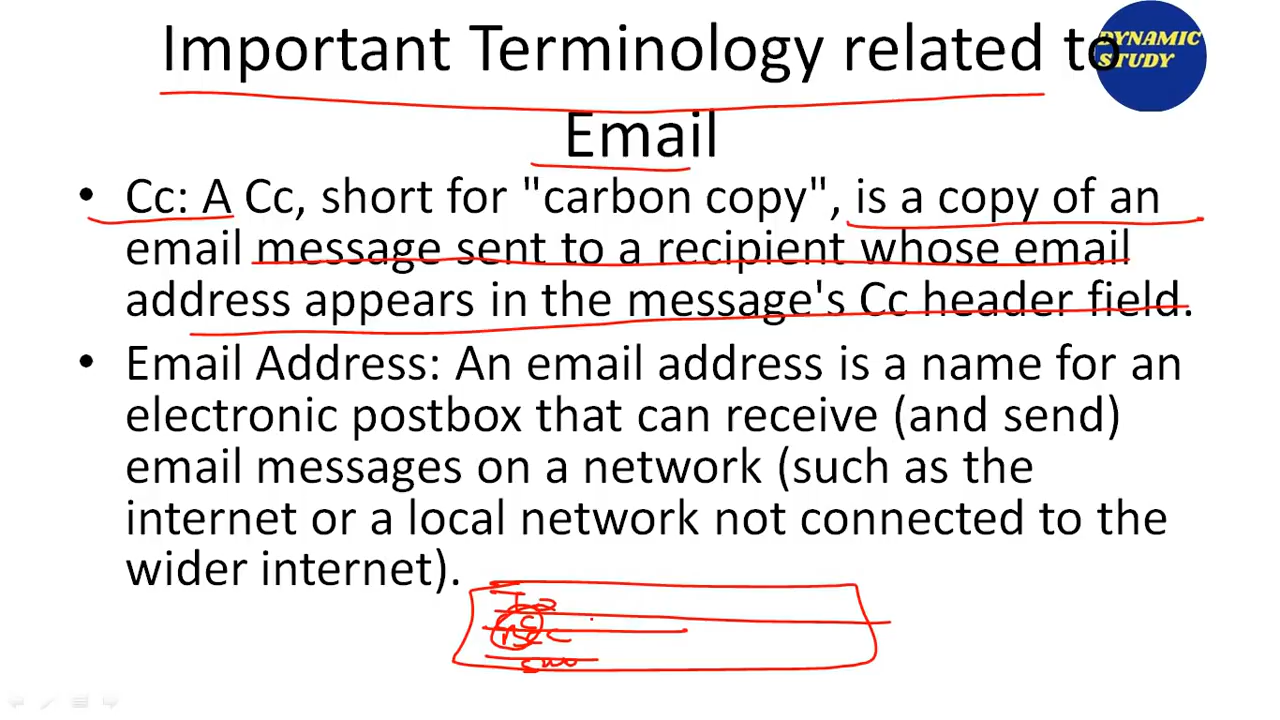 Important Terminology related to
DYNAMIC
STUDY
Email
• Cc: A Cc, short for "carbon copy", is a copy of an
email message sent to a recipient whose email
address appears in the message's Cc header field.
• Email Address: An email address is a name for an
electronic postbox that can receive (and send)
email messages on a network (such as the
internet or a local network not connected to the
wider internet).
To